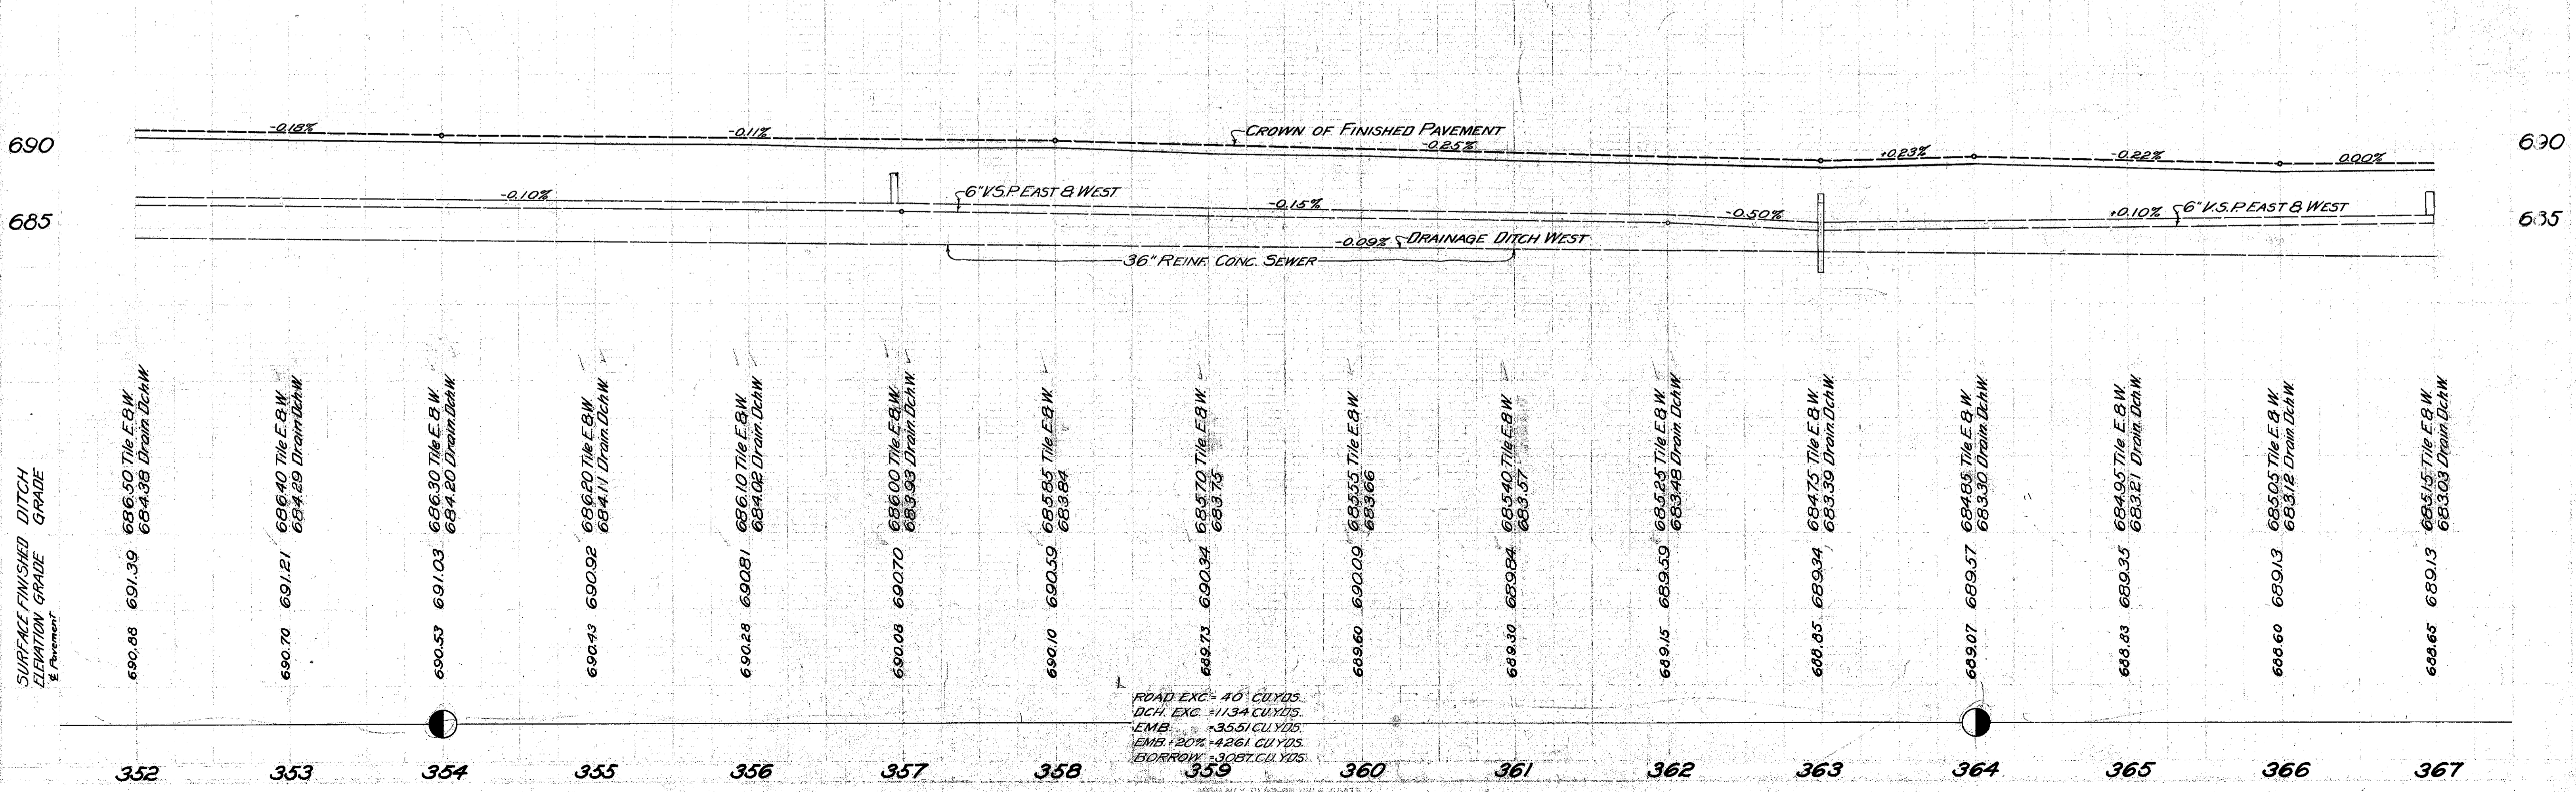 -0.18%
-0.11%
CROWN OF FINISHED PAVEMENT
-0.25%
+0.23%
-0.22%
0.00%
690
690
-0.10%
6" V.S.P. EAST & WEST
-0.15%
-0.50%
+0.10%
6" V.S.P. EAST & WEST
685
685
-0.09%
DRAINAGE DITCH WEST
36" REINF. CONC. SEWER
SURFACE FINISHED DITCH
ELEVATION GRADE GRADE
℄ Pavement
690.88 691.39 686.50 Tile E.&W.
684.38 Drain. Dch.W.
690.70 691.21 686.40 Tile E.&W.
684.29 Drain. Dch.W.
690.53 691.03 686.30 Tile E.&W.
684.20 Drain. Dch.W.
690.43 690.92 686.20 Tile E.&W.
684.11 Drain. Dch.W.
690.28 690.81 686.10 Tile E.&W.
684.02 Drain. Dch.W.
690.08 690.70 686.00 Tile E.&W.
683.93 Drain. Dch.W.
690.10 690.59 685.85 Tile E.&W.
683.84
689.73 690.34 685.70 Tile E.&W.
683.75
689.60 690.09 685.55 Tile E.&W.
683.66
689.30 689.84 685.40 Tile E.&W.
683.57
689.15 689.59 685.25 Tile E.&W.
683.48 Drain. Dch.W.
688.85 689.34 684.75 Tile E.&W.
683.39 Drain. Dch.W.
689.07 689.57 684.85 Tile E.&W.
683.30 Drain. Dch.W.
688.83 689.35 684.95 Tile E.&W.
683.21 Drain. Dch.W.
688.60 689.13 685.05 Tile E.&W.
683.12 Drain. Dch.W.
688.65 689.13 685.15 Tile E.&W.
683.03 Drain. Dch.W.
ROAD EXC. = 40 CU.YDS.
DCH. EXC. =1134 CU.YDS.
EMB. =3551 CU.YDS.
EMB.+20% =4261 CU.YDS.
BORROW =3087 CU.YDS.
352 353 354 355 356 357 358 359 360 361 362 363 364 365 366 367